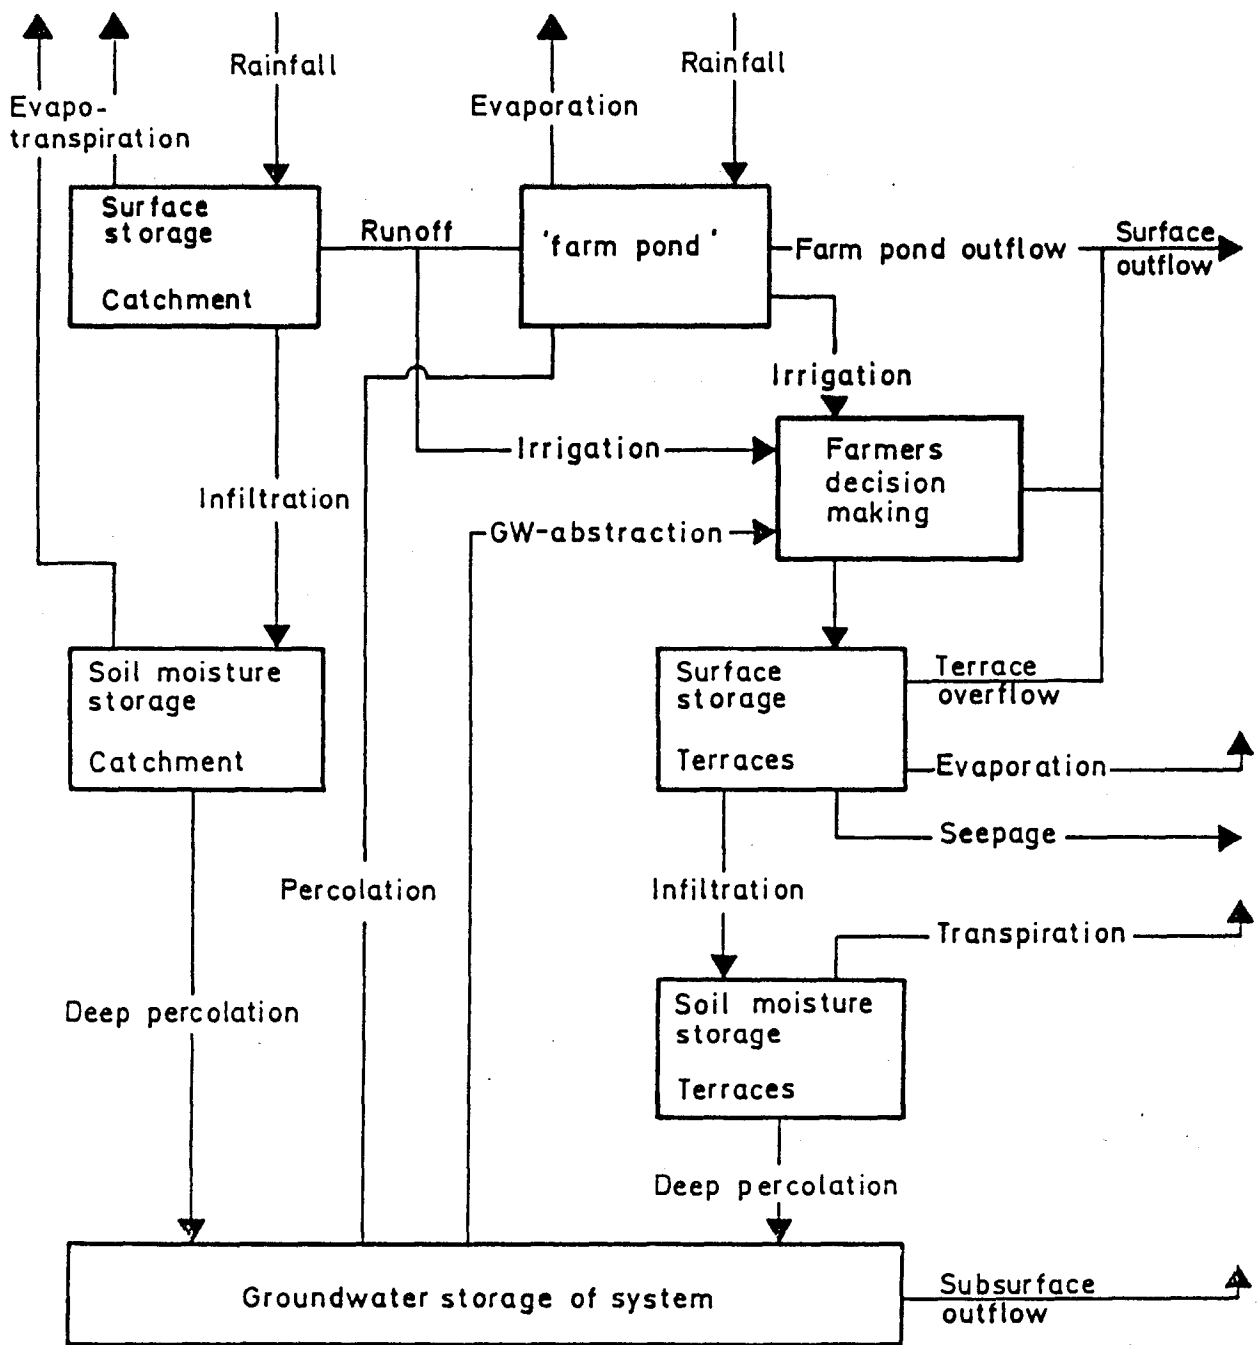 Rainfall
Rainfall
Evapo-
transpiration
Evaporation
Surface
storage
Catchment
Runoff
'farm pond'
Farm pond outflow
Surface
outflow
Irrigation
Irrigation
Farmers
decision
making
Infiltration
GW-abstraction
Soil moisture
storage
Catchment
Surface
storage
Terraces
Terrace
overflow
Evaporation
Seepage
Percolation
Infiltration
Transpiration
Deep percolation
Soil moisture
storage
Terraces
Deep percolation
Groundwater storage of system
Subsurface
outflow